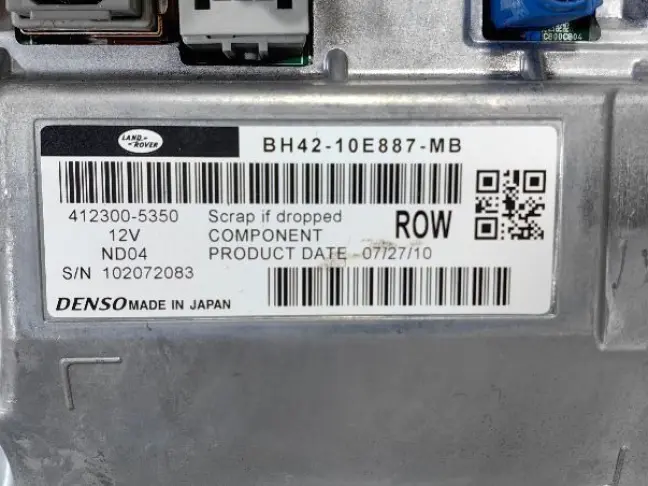 LAND-
ROVER
BH42-10E887-MB
412300-5350 Scrap if dropped
12V COMPONENT ROW
ND04 PRODUCT DATE 07/27/10
S/N 102072083
DENSO MADE IN JAPAN